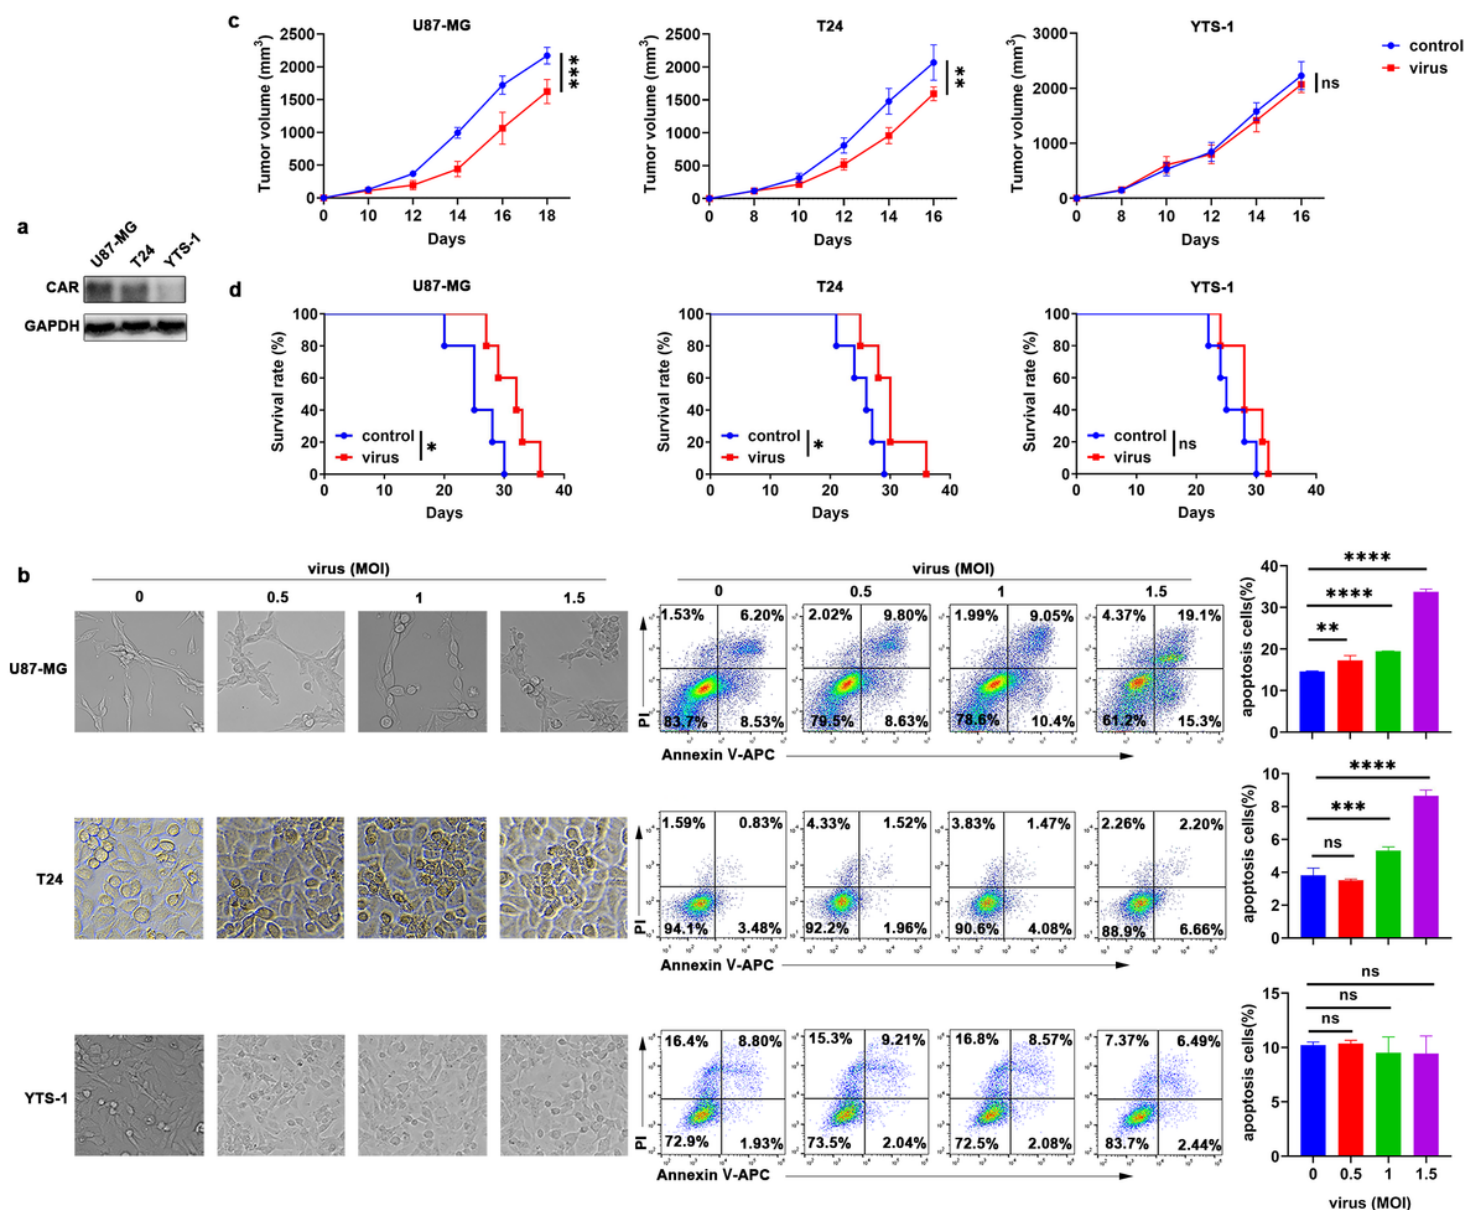 c
U87-MG
T24
YTS-1
control
virus
Tumor volume (mm³)
2500
2000
1500
1000
500
0
***
0 10 12 14 16 18
Days
Tumor volume (mm³)
2500
2000
1500
1000
500
0
**
0 8 10 12 14 16
Days
Tumor volume (mm³)
3000
2000
1000
0
ns
0 8 10 12 14 16
Days
a
U87-MG
T24
YTS-1
CAR
GAPDH
d
U87-MG
T24
YTS-1
Survival rate (%)
100
80
60
40
20
0
control
virus
*
0 10 20 30 40
Days
Survival rate (%)
100
80
60
40
20
0
control
virus
*
0 10 20 30 40
Days
Survival rate (%)
100
80
60
40
20
0
control
virus
ns
0 10 20 30 40
Days
b
virus (MOI)
0 0.5 1 1.5
virus (MOI)
0 0.5 1 1.5
U87-MG
PI
1.53% 6.20%
83.7% 8.53%
2.02% 9.80%
79.5% 8.63%
1.99% 9.05%
78.6% 10.4%
4.37% 19.1%
61.2% 15.3%
Annexin V-APC
apoptosis cells(%)
40
30
20
10
0
****
****
**
T24
PI
1.59% 0.83%
94.1% 3.48%
4.33% 1.52%
92.2% 1.96%
3.83% 1.47%
90.6% 4.08%
2.26% 2.20%
88.9% 6.66%
Annexin V-APC
apoptosis cells(%)
10
8
6
4
2
0
****
***
ns
YTS-1
PI
16.4% 8.80%
72.9% 1.93%
15.3% 9.21%
73.5% 2.04%
16.8% 8.57%
72.5% 2.08%
7.37% 6.49%
83.7% 2.44%
Annexin V-APC
apoptosis cells(%)
15
10
5
0
ns
ns
ns
0 0.5 1 1.5
virus (MOI)